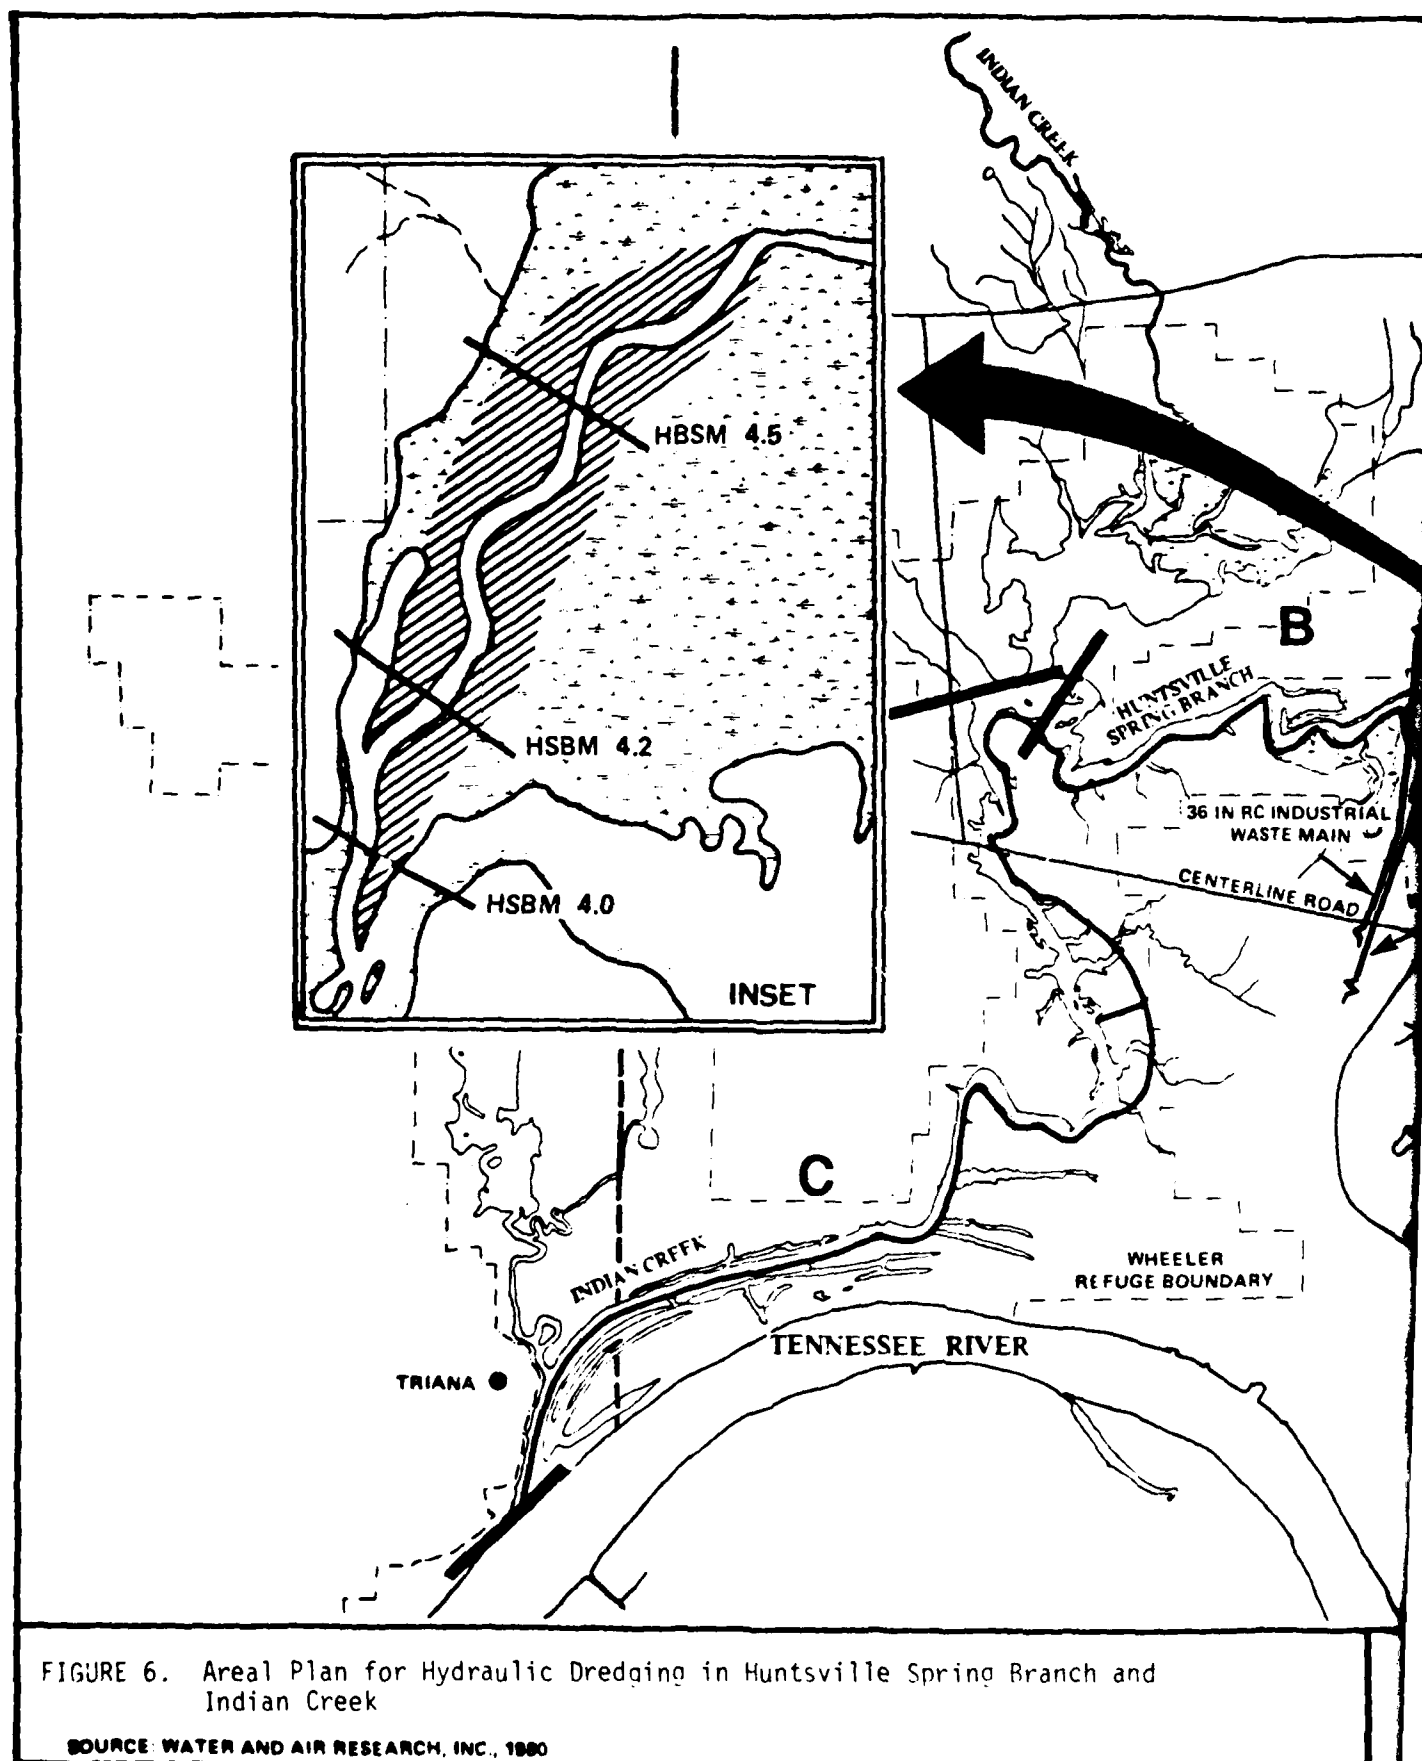 INDIAN CREEK
HBSM 4.5
B
HUNTSVILLE
SPRING BRANCH
HSBM 4.2
36 IN RC INDUSTRIAL
WASTE MAIN
CENTERLINE ROAD
HSBM 4.0
INSET
C
INDIAN CREEK
WHEELER
REFUGE BOUNDARY
TENNESSEE RIVER
TRIANA
FIGURE 6. Areal Plan for Hydraulic Dredging in Huntsville Spring Branch and
Indian Creek
SOURCE: WATER AND AIR RESEARCH, INC., 1980